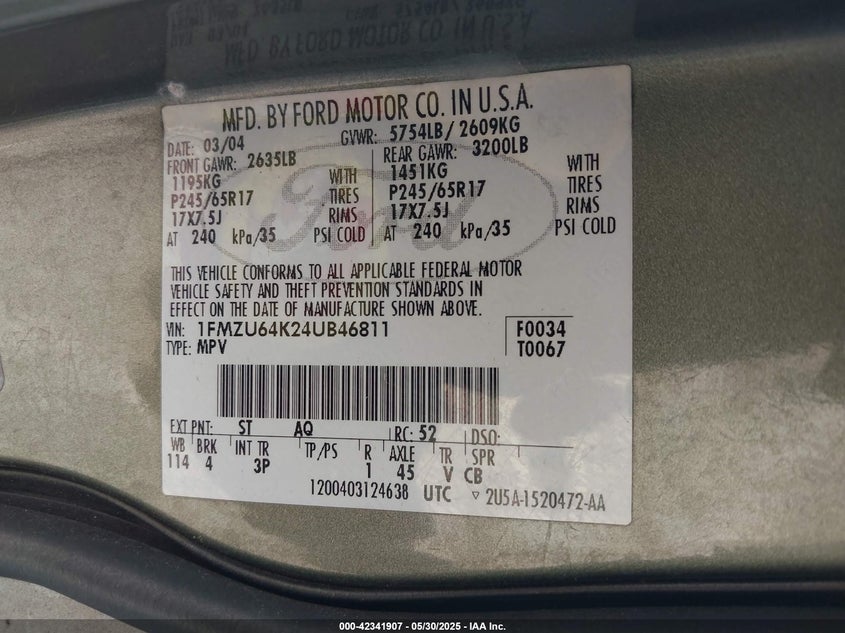 MFD. BY FORD MOTOR CO. IN U.S.A.
DATE: 03/04 GVWR: 5754LB/ 2609KG
FRONT GAWR: 2635LB REAR GAWR: 3200LB
1195KG WITH 1451KG WITH
P245/65R17 TIRES P245/65R17 TIRES
17X7.5J RIMS 17X7.5J RIMS
AT 240 kPa/35 PSI COLD AT 240 kPa/35 PSI COLD
Ford
THIS VEHICLE CONFORMS TO ALL APPLICABLE FEDERAL MOTOR
VEHICLE SAFETY AND THEFT PREVENTION STANDARDS IN
EFFECT ON THE DATE OF MANUFACTURE SHOWN ABOVE.
VIN: 1FMZU64K24UB46811 F0034
TYPE: MPV T0067
EXT PNT: ST AQ RC: 52 DSO:
WB BRK INT TR TP/PS R AXLE TR SPR
114 4 3P 1 45 V CB
1200403124638 UTC ▽ 2U5A-1520472-AA
000-42341907 — 05/30/2025 — IAA Inc.